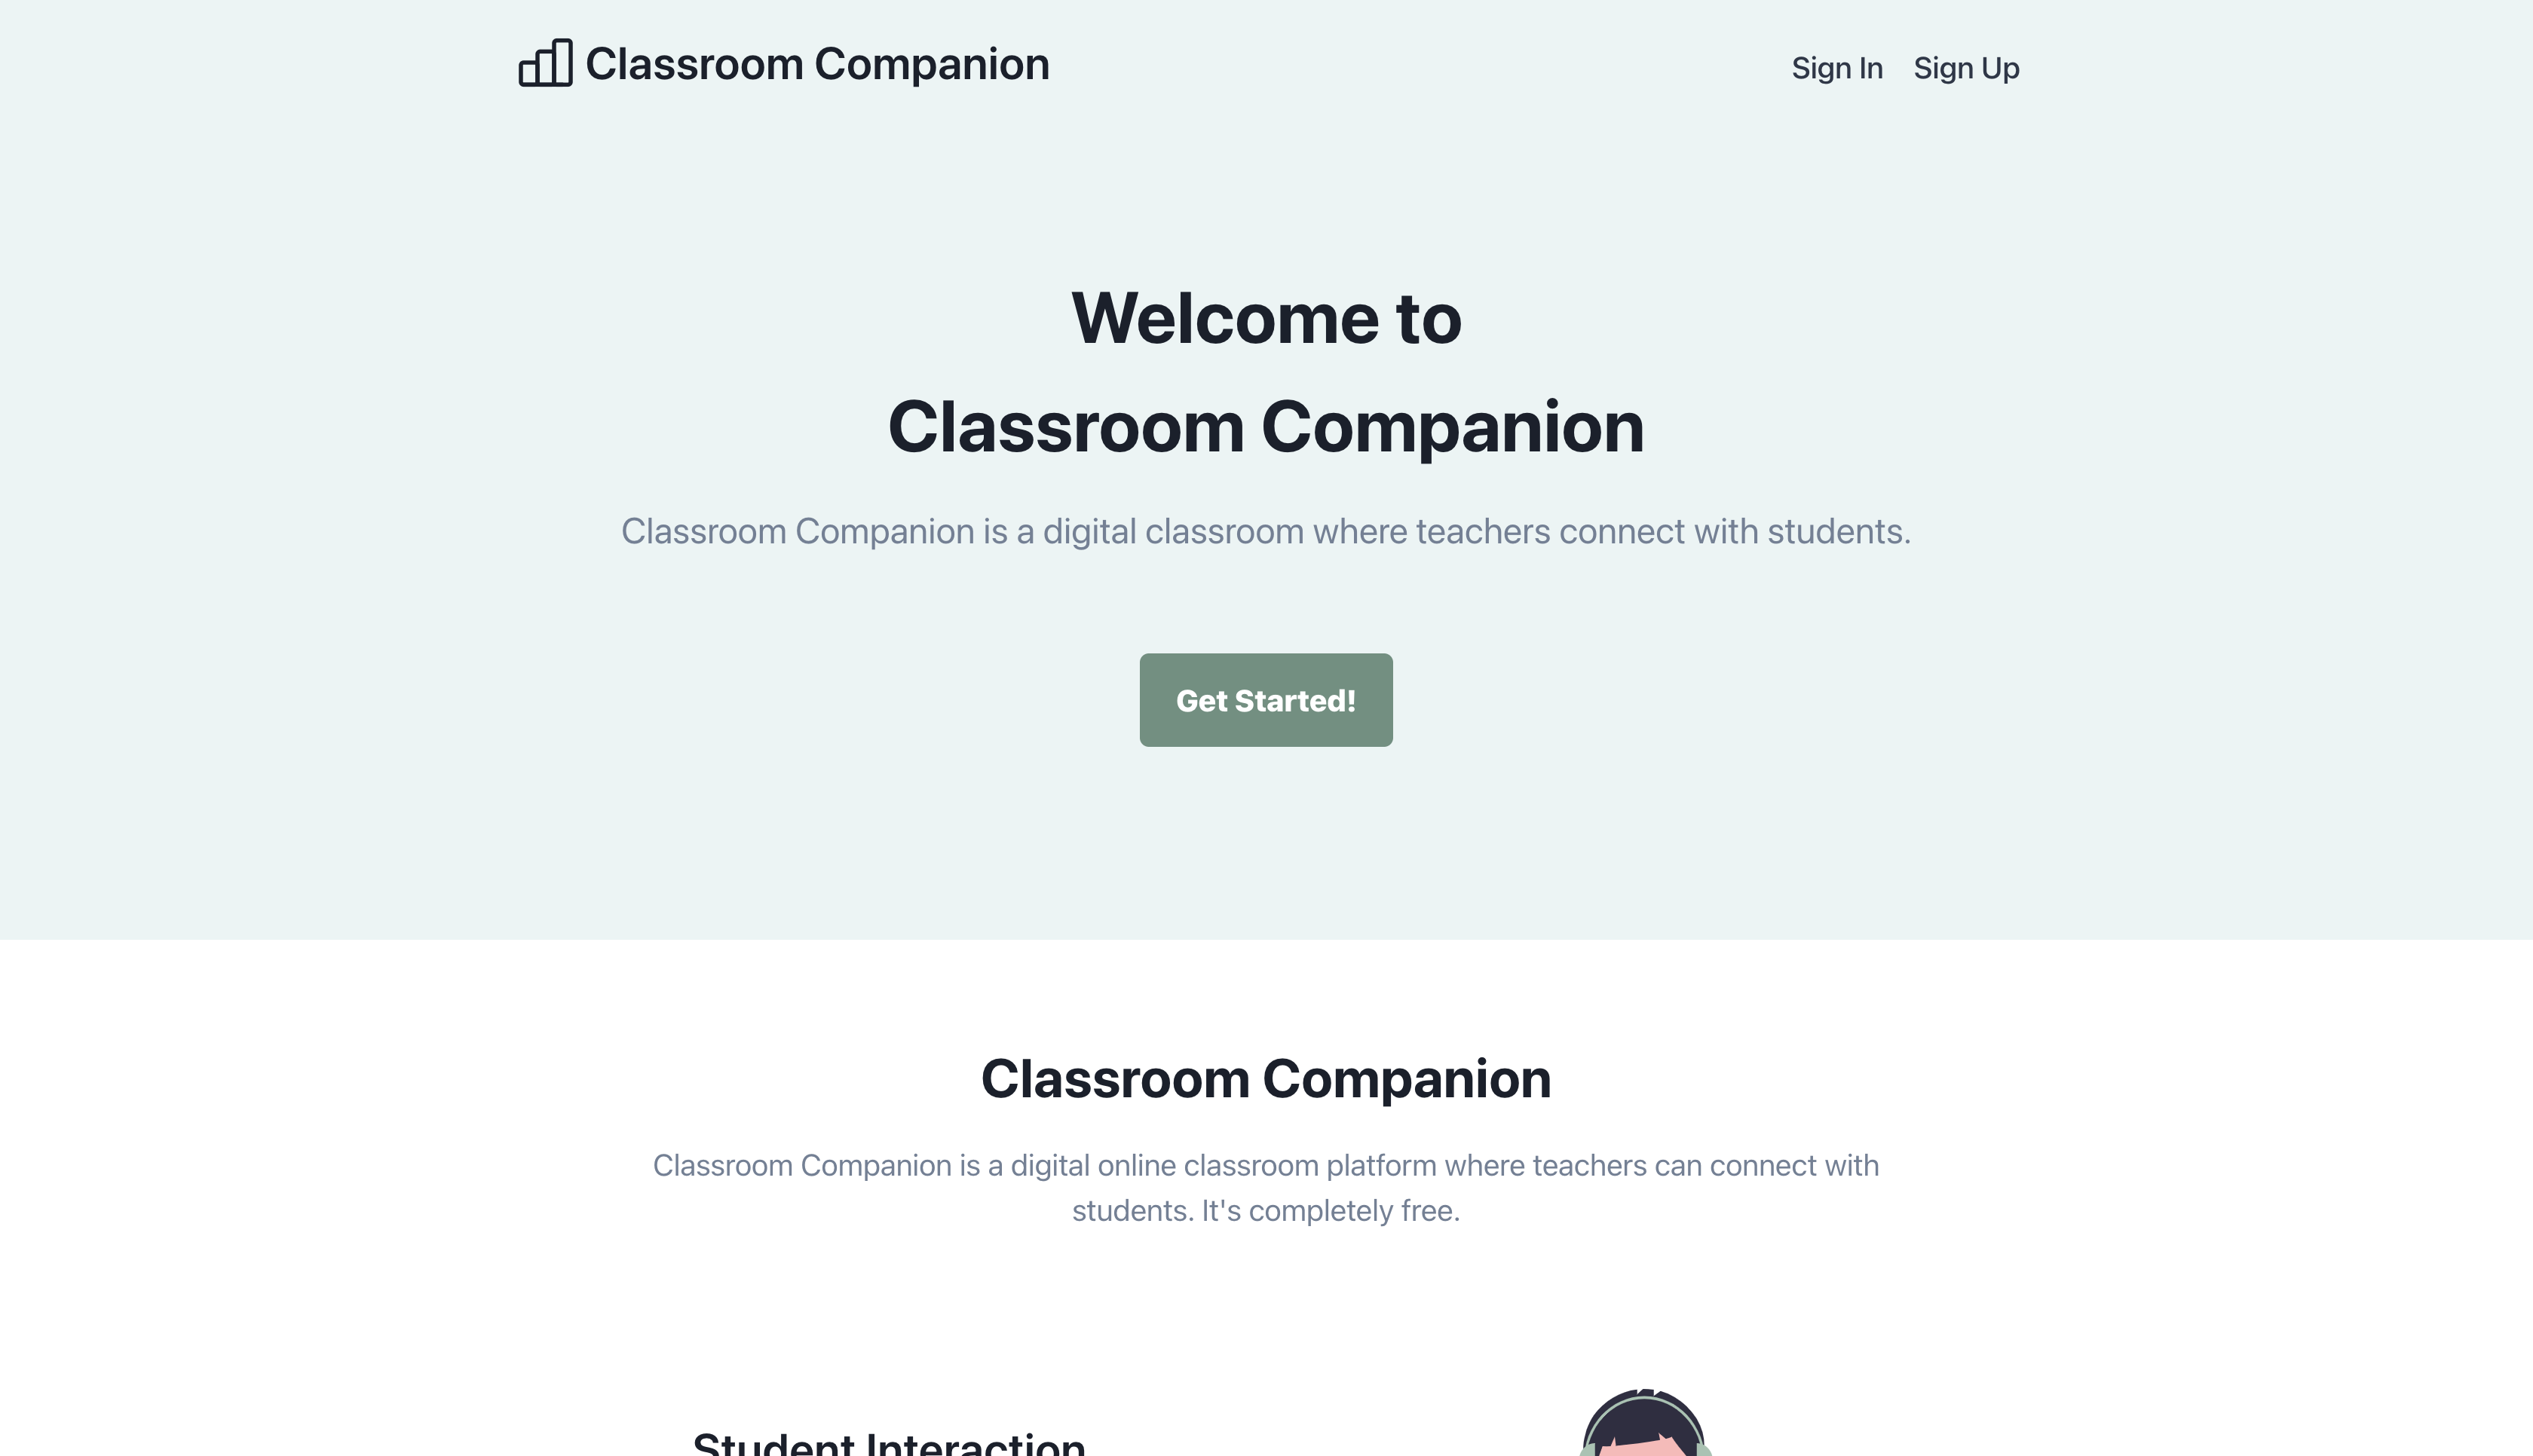 Classroom Companion
Sign In
Sign Up
Welcome to
Classroom Companion
Classroom Companion is a digital classroom where teachers connect with students.
Get Started!
Classroom Companion
Classroom Companion is a digital online classroom platform where teachers can connect with
students. It's completely free.
Student Interaction